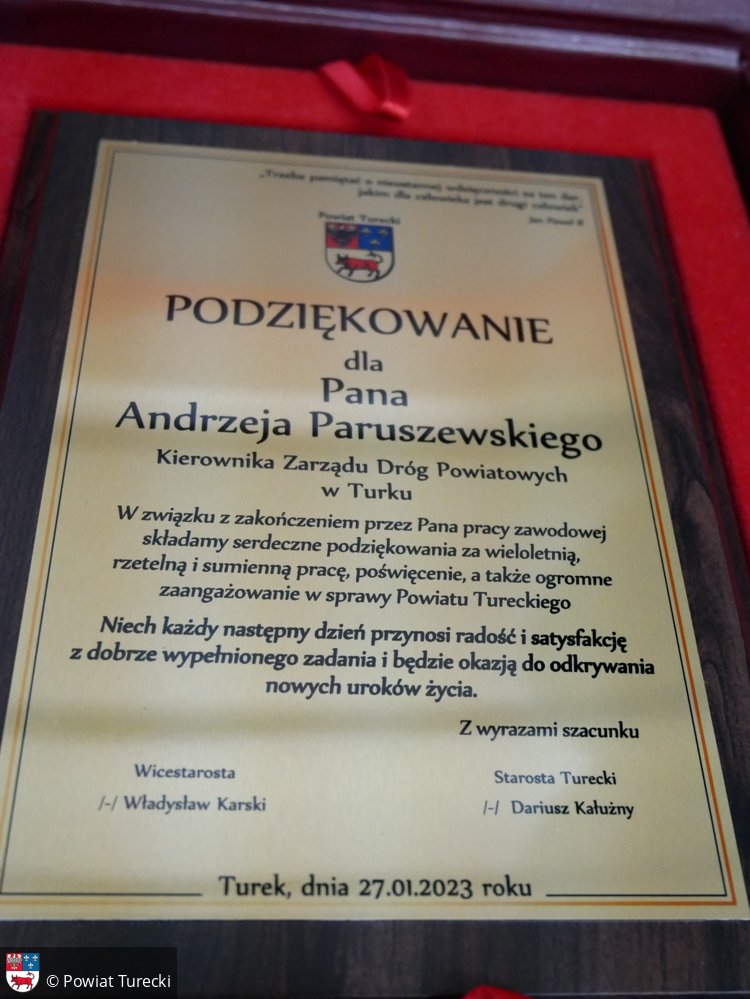 „Trzeba pamiętać o nieustannej wdzięczności za ten dar,
jakim dla człowieka jest drugi człowiek"
Jan Paweł II
Powiat Turecki
PODZIĘKOWANIE
dla
Pana
Andrzeja Paruszewskiego
Kierownika Zarządu Dróg Powiatowych
w Turku
W związku z zakończeniem przez Pana pracy zawodowej
składamy serdeczne podziękowania za wieloletnią,
rzetelną i sumienną pracę, poświęcenie, a także ogromne
zaangażowanie w sprawy Powiatu Tureckiego
Niech każdy następny dzień przynosi radość i satysfakcję
z dobrze wypełnionego zadania i będzie okazją do odkrywania
nowych uroków życia.
Z wyrazami szacunku
Wicestarosta
/-/ Władysław Karski
Starosta Turecki
/-/ Dariusz Kałużny
Turek, dnia 27.01.2023 roku
© Powiat Turecki